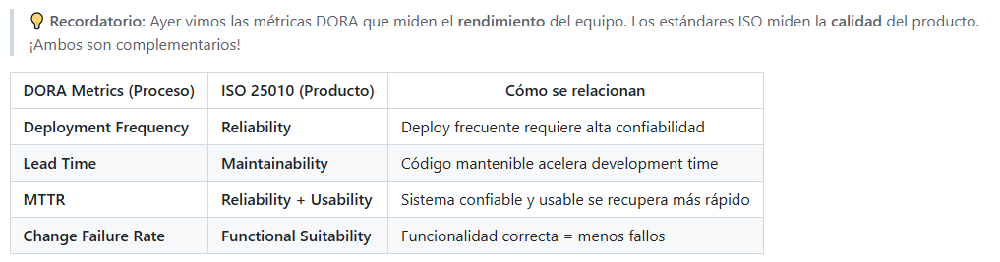 💡 Recordatorio: Ayer vimos las métricas DORA que miden el rendimiento del equipo. Los estándares ISO miden la calidad del producto.
¡Ambos son complementarios!
DORA Metrics (Proceso) ISO 25010 (Producto) Cómo se relacionan
Deployment Frequency Reliability Deploy frecuente requiere alta confiabilidad
Lead Time Maintainability Código mantenible acelera development time
MTTR Reliability + Usability Sistema confiable y usable se recupera más rápido
Change Failure Rate Functional Suitability Funcionalidad correcta = menos fallos